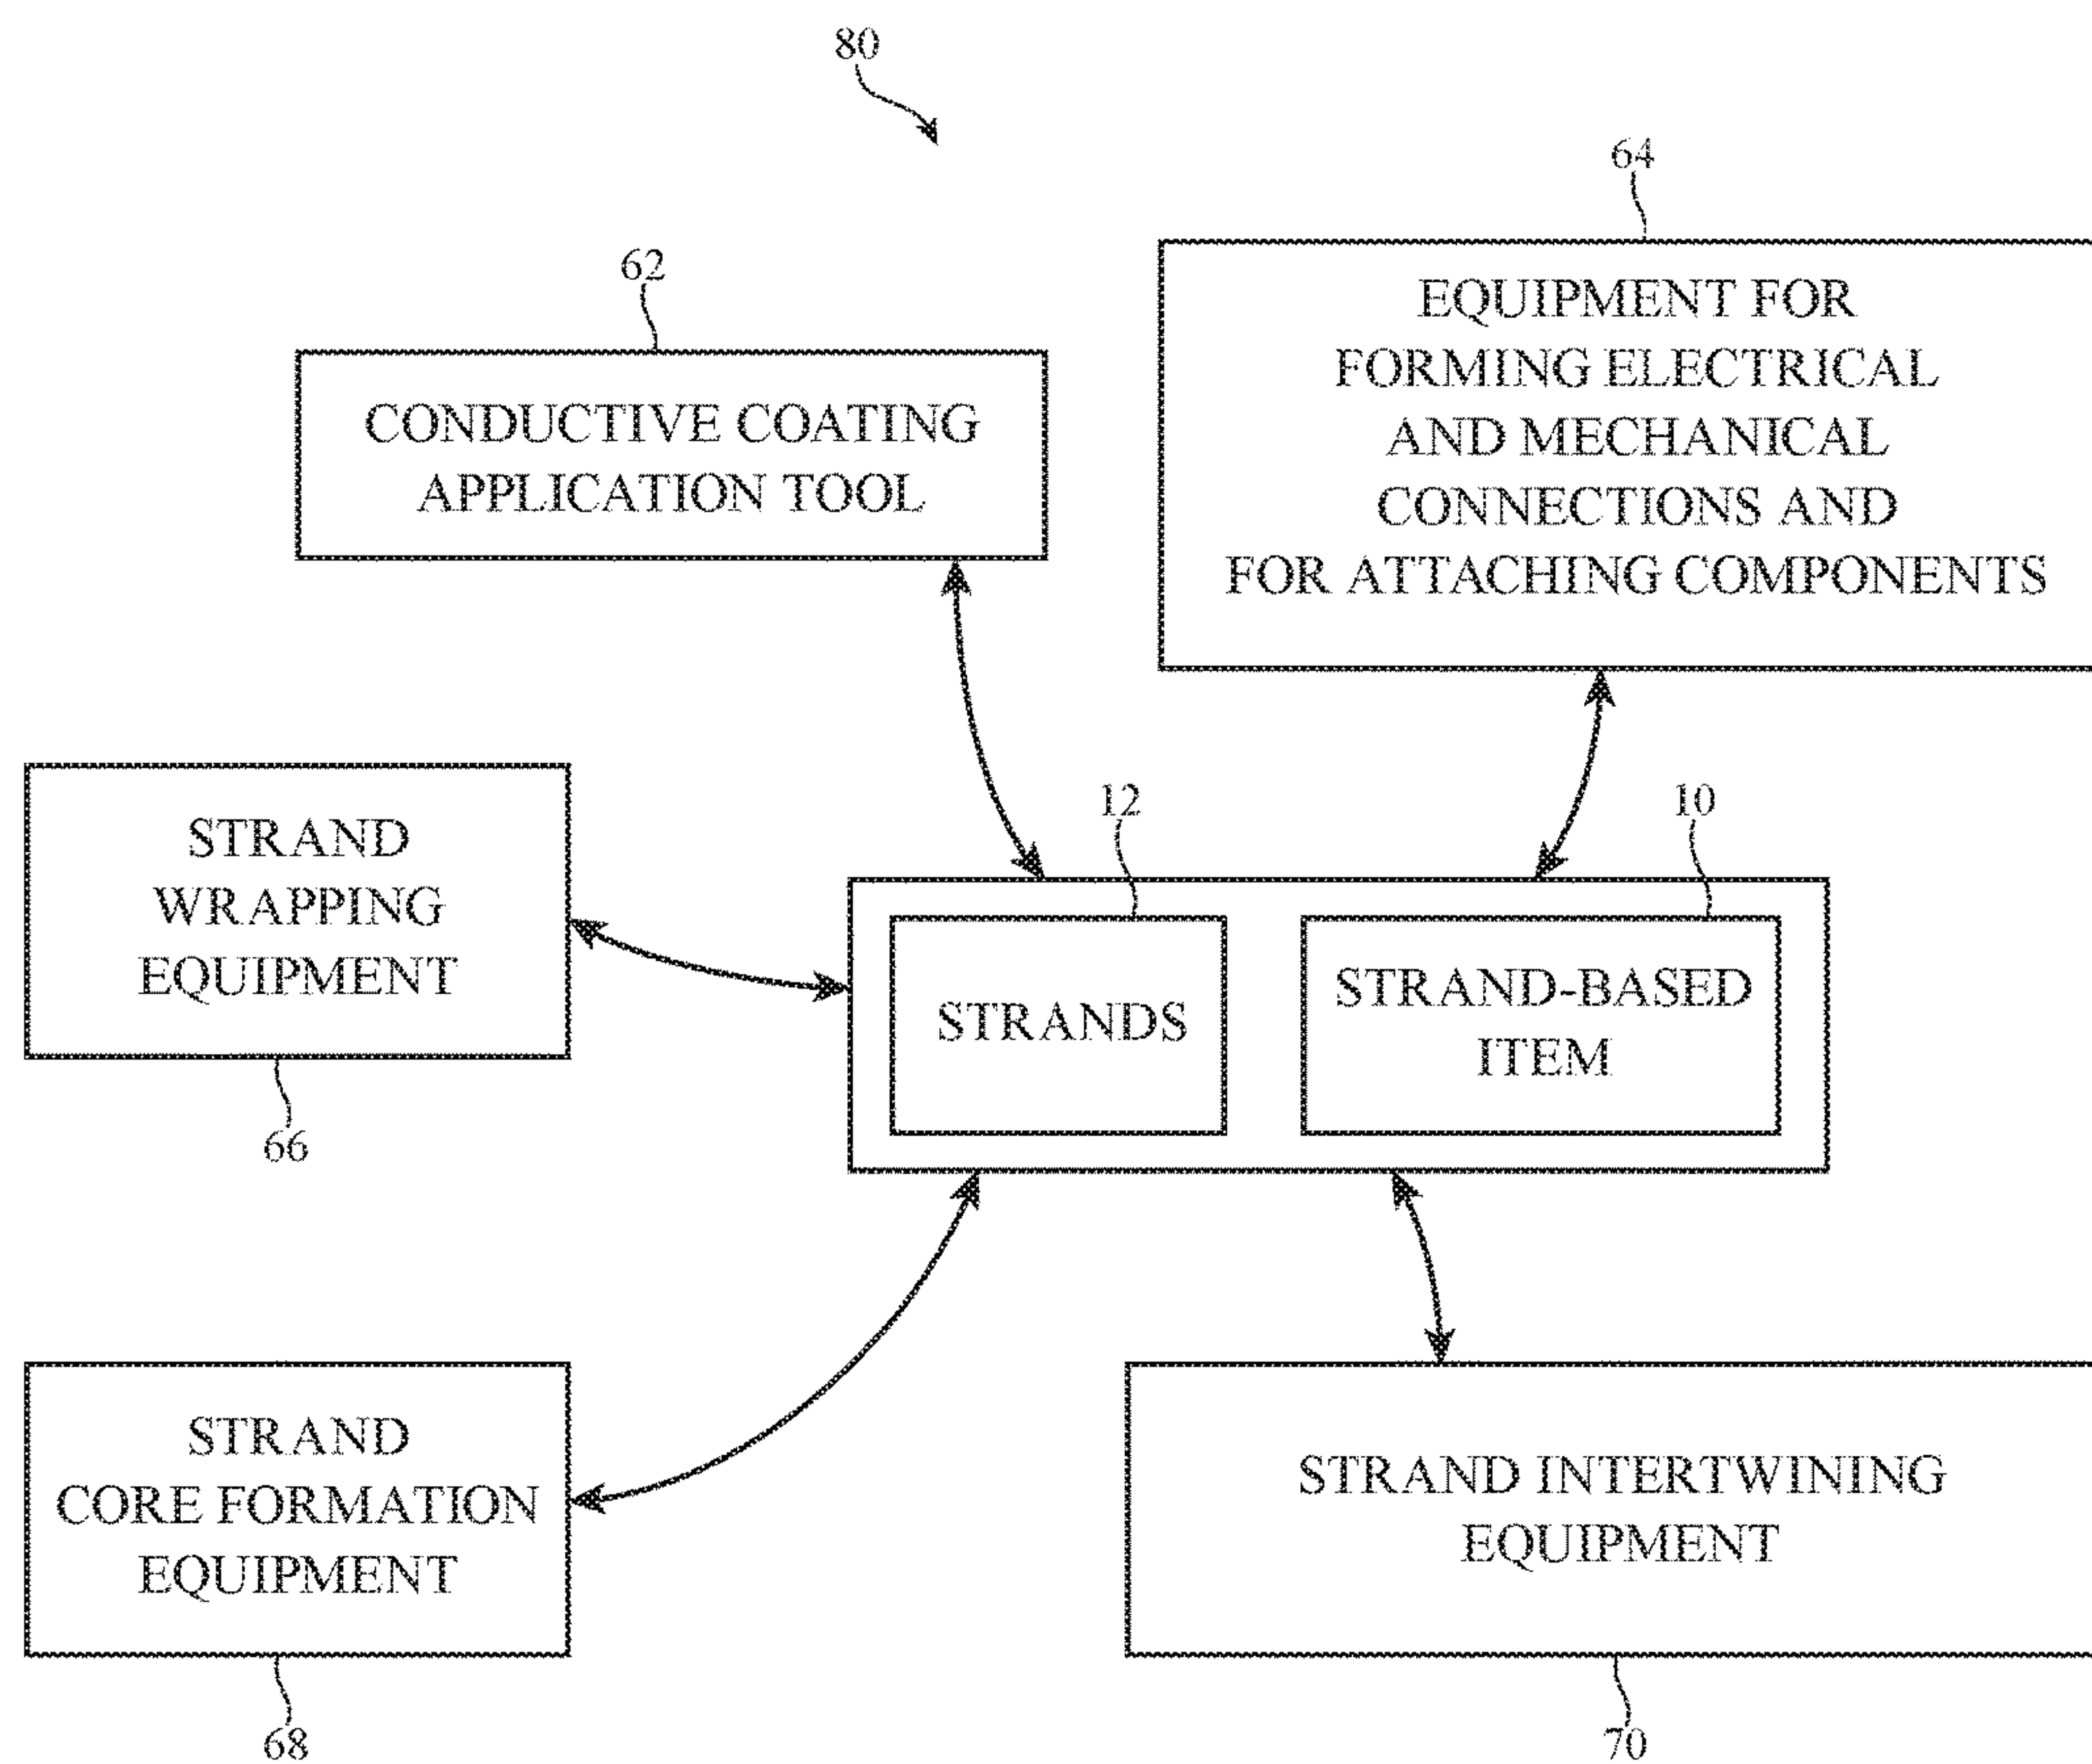 80
64
62
EQUIPMENT FOR
FORMING ELECTRICAL
AND MECHANICAL
CONNECTIONS AND
FOR ATTACHING COMPONENTS
CONDUCTIVE COATING
APPLICATION TOOL
12
10
STRAND
WRAPPING
EQUIPMENT
66
STRANDS
STRAND-BASED
ITEM
STRAND
CORE FORMATION
EQUIPMENT
68
STRAND INTERTWINING
EQUIPMENT
70